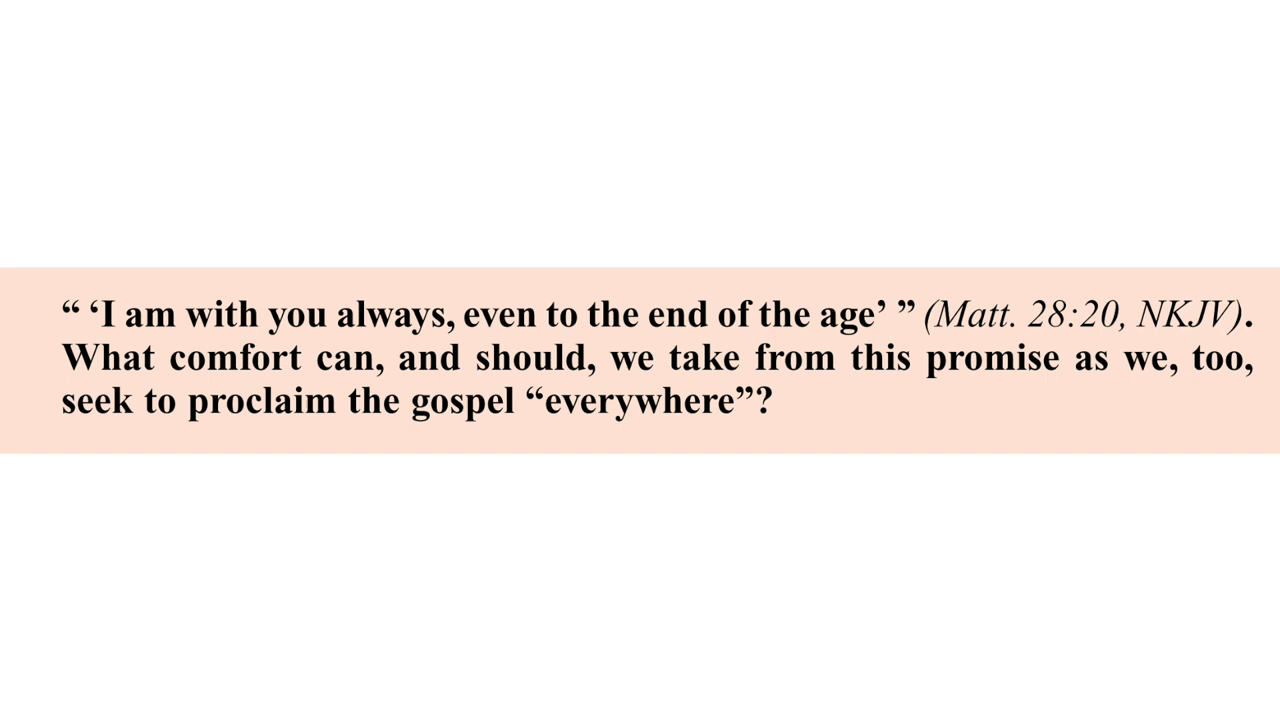 “ ‘I am with you always, even to the end of the age’ ” (Matt. 28:20, NKJV).
What comfort can, and should, we take from this promise as we, too,
seek to proclaim the gospel “everywhere”?